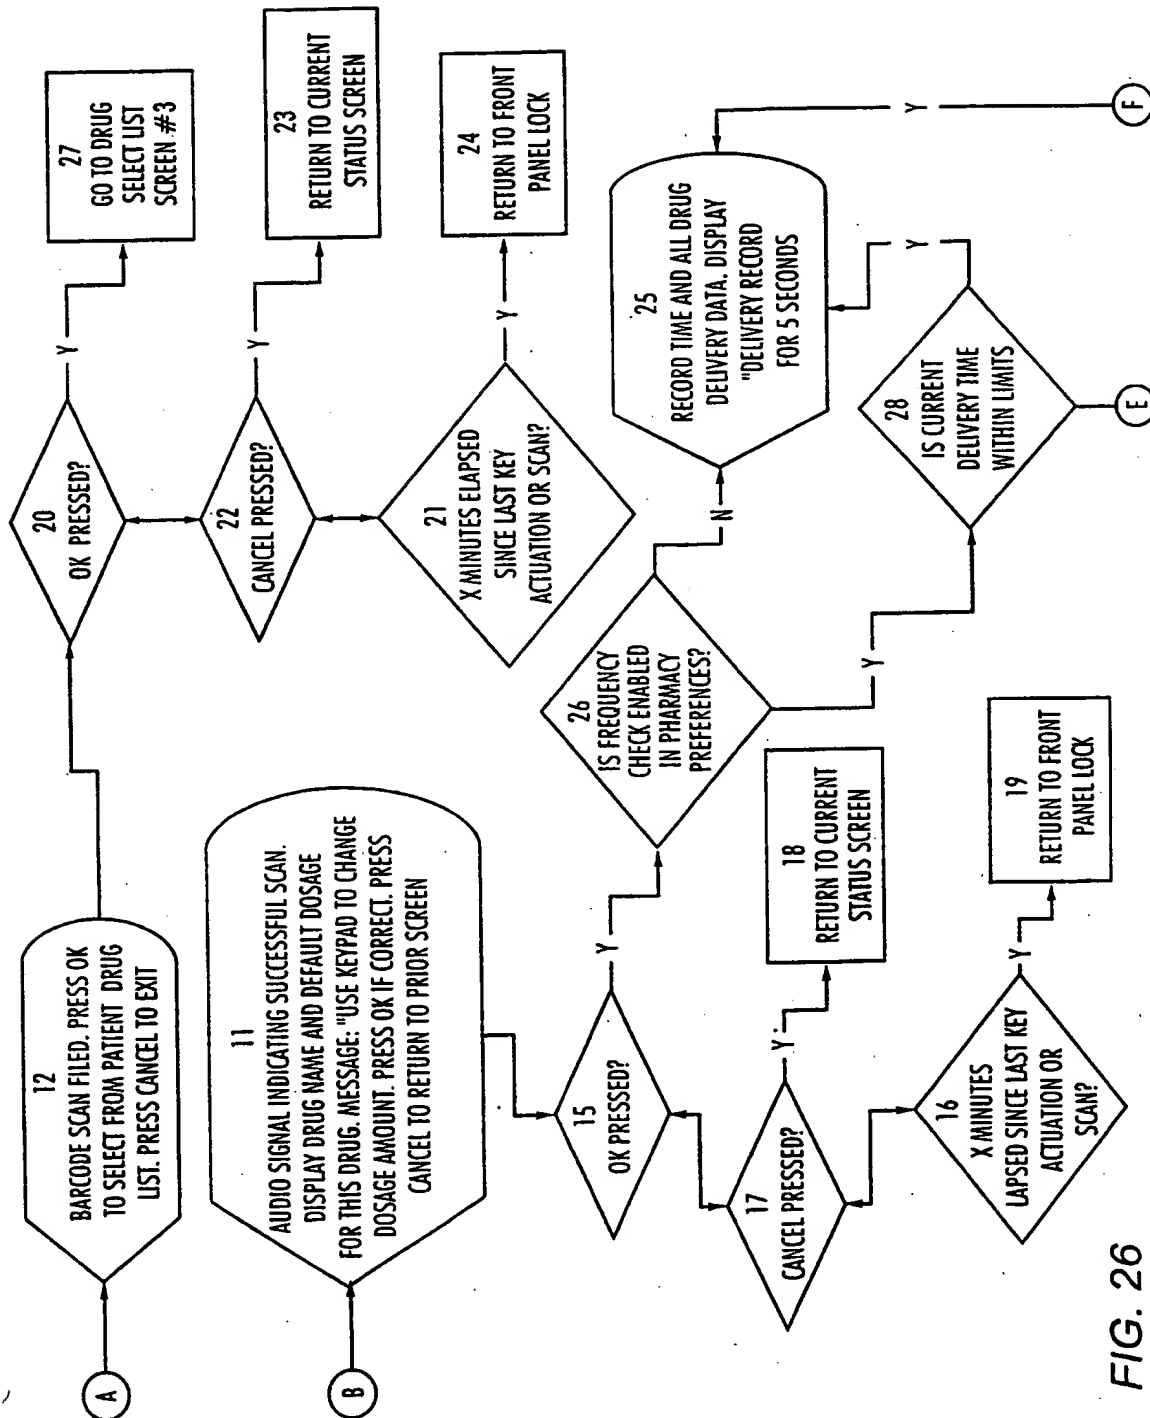 A
12
BARCODE SCAN FILED. PRESS OK
TO SELECT FROM PATIENT DRUG
LIST. PRESS CANCEL TO EXIT
20
OK PRESSED?
Y
27
GO TO DRUG
SELECT LIST
SCREEN #3
22
CANCEL PRESSED?
Y
23
RETURN TO CURRENT
STATUS SCREEN
21
X MINUTES ELAPSED
SINCE LAST KEY
ACTUATION OR SCAN?
Y
24
RETURN TO FRONT
PANEL LOCK
B
11
AUDIO SIGNAL INDICATING SUCCESSFUL SCAN.
DISPLAY DRUG NAME AND DEFAULT DOSAGE
FOR THIS DRUG. MESSAGE: "USE KEYPAD TO CHANGE
DOSAGE AMOUNT. PRESS OK IF CORRECT. PRESS
CANCEL TO RETURN TO PRIOR SCREEN
15
OK PRESSED?
Y
26
IS FREQUENCY
CHECK ENABLED
IN PHARMACY
PREFERENCES?
N
25
RECORD TIME AND ALL DRUG
DELIVERY DATA. DISPLAY
"DELIVERY RECORD
FOR 5 SECONDS
Y
F
Y
28
IS CURRENT
DELIVERY TIME
WITHIN LIMITS
Y
E
17
CANCEL PRESSED?
Y
18
RETURN TO CURRENT
STATUS SCREEN
16
X MINUTES
LAPSED SINCE LAST KEY
ACTUATION OR
SCAN?
Y
19
RETURN TO FRONT
PANEL LOCK
FIG. 26